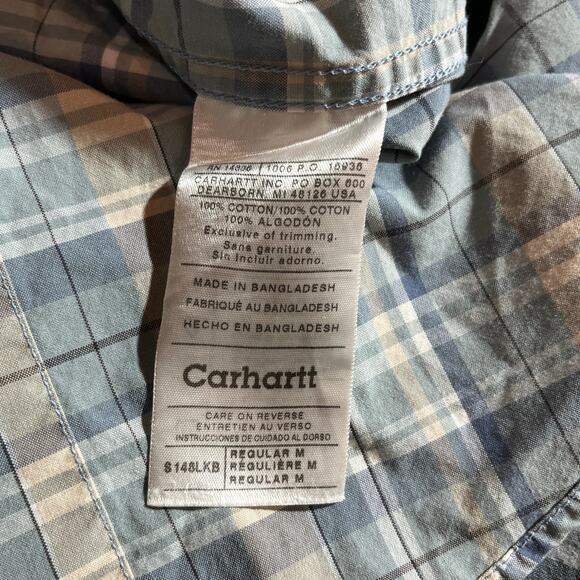 RN 14806 1006 P.O. 16936
CARHARTT INC. PO BOX 600
DEARBORN, MI 48126 USA
100% COTTON/100% COTON
100% ALGODÓN
Exclusive of trimming.
Sans garniture.
Sin incluir adorno.
MADE IN BANGLADESH
FABRIQUÉ AU BANGLADESH
HECHO EN BANGLADESH
Carhartt
CARE ON REVERSE
ENTRETIEN AU VERSO
INSTRUCCIONES DE CUIDADO AL DORSO
S148LKB
REGULAR M
RÉGULIÈRE M
REGULAR M